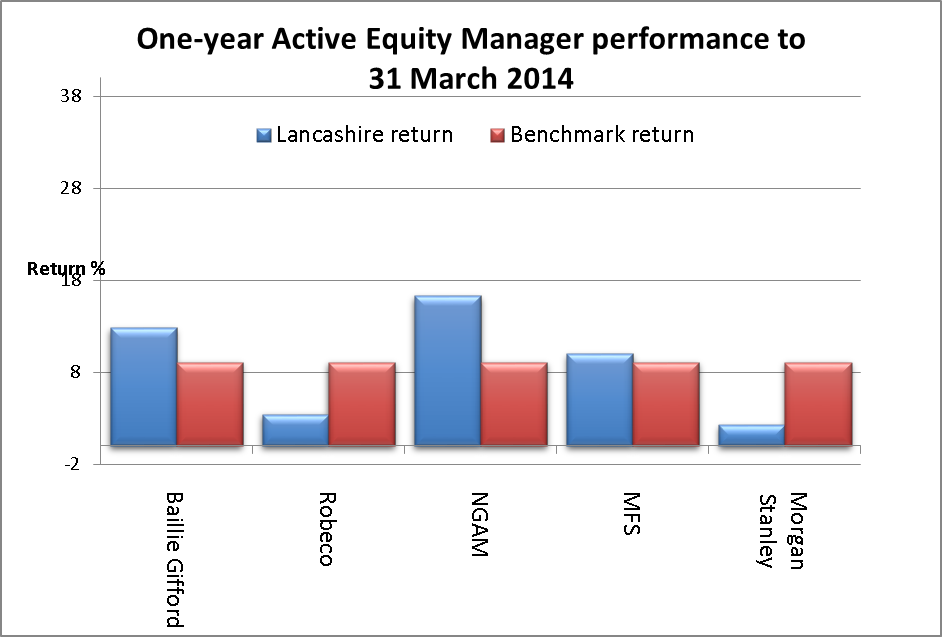 One-year Active Equity Manager performance to
31 March 2014
38
Lancashire return
Benchmark return
28
Return %
18
8
-2
Baillie Gifford
Robeco
NGAM
MFS
Morgan
Stanley